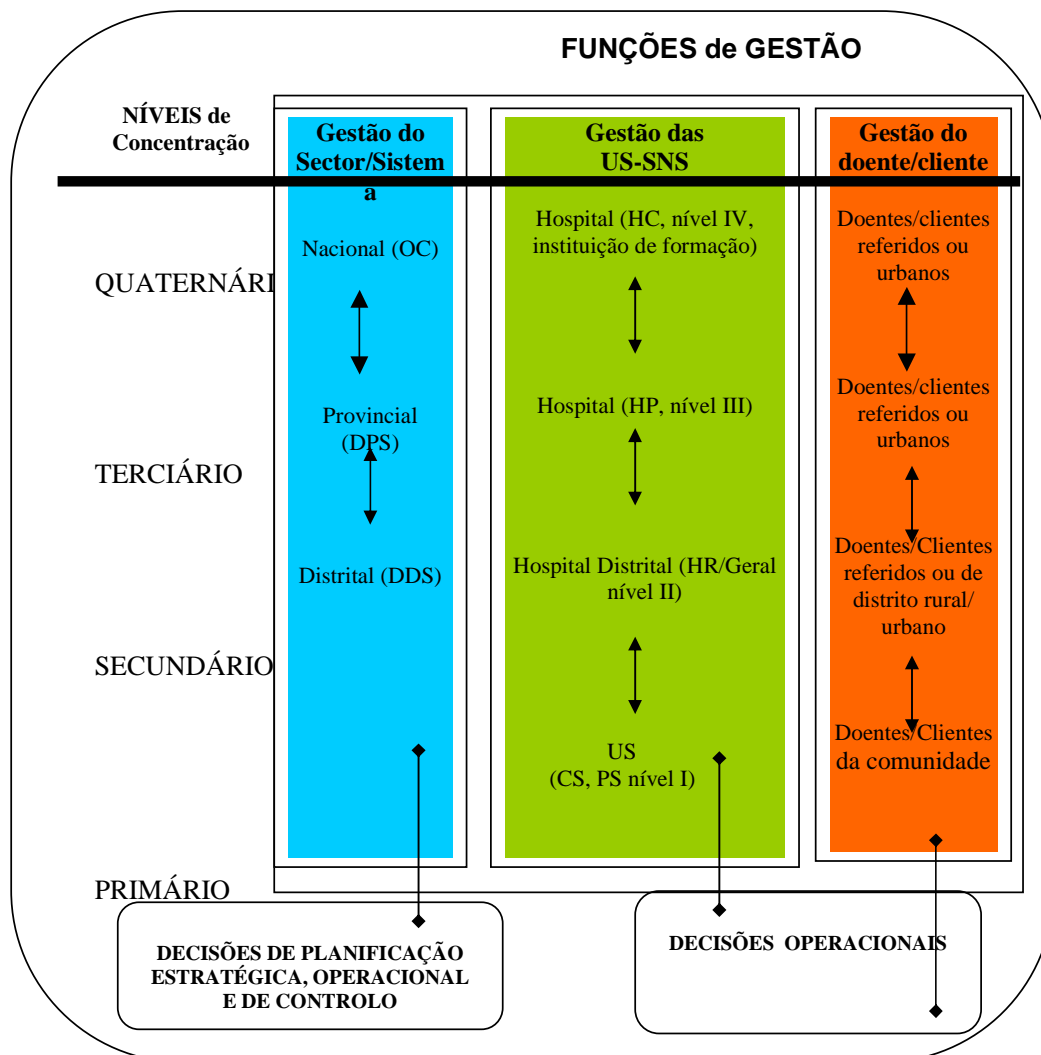 FUNÇÕES de GESTÃO
NÍVEIS de
Concentração
Gestão do
Sector/Sistem
a
Gestão das
US-SNS
Gestão do
doente/cliente
QUATERNÁRI
Nacional (OC)
Hospital (HC, nível IV,
instituição de formação)
Doentes/clientes
referidos ou
urbanos
TERCIÁRIO
Provincial
(DPS)
Hospital (HP, nível III)
Doentes/clientes
referidos ou
urbanos
SECUNDÁRIO
Distrital (DDS)
Hospital Distrital (HR/Geral
nível II)
Doentes/Clientes
referidos ou de
distrito rural/
urbano
PRIMÁRIO
US
(CS, PS nível I)
Doentes/Clientes
da comunidade
DECISÕES DE PLANIFICAÇÃO
ESTRATÉGICA, OPERACIONAL
E DE CONTROLO
DECISÕES OPERACIONAIS